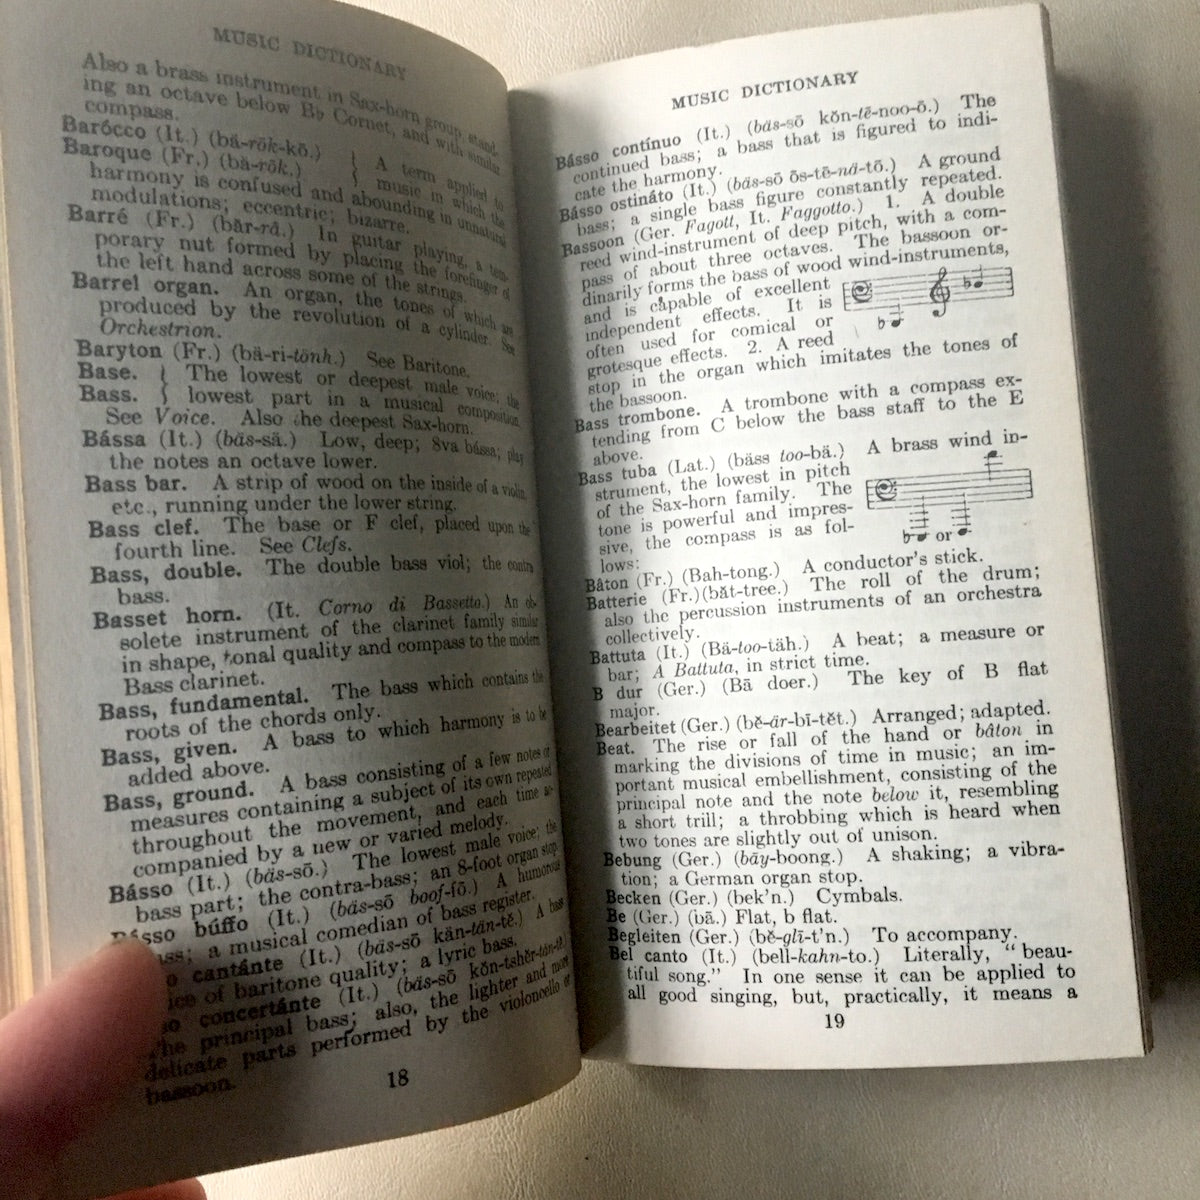 MUSIC DICTIONARY
Also a brass instrument in Sax-horn group stand-
ing an octave below B♭ Cornet, and with similar
compass.
Barócco (It.) (bä-rōk-kō.) } A term applied to
Baroque (Fr.) (bä-rōk.) } music in which the
harmony is confused and abounding in unnatural
modulations; eccentric; bizarre.
Barré (Fr.) (băr-rā.) In guitar playing, a tem-
porary nut formed by placing the forefinger of
the left hand across some of the strings.
Barrel organ. An organ, the tones of which are
produced by the revolution of a cylinder. See
Orchestrion.
Baryton (Fr.) (bä-ri-tönh.) See Baritone.
Base. { The lowest or deepest male voice; the
Bass. { lowest part in a musical composition.
See Voice. Also the deepest Sax-horn.
Bássa (It.) (bäs-sä.) Low, deep; 8va bássa; play
the notes an octave lower.
Bass bar. A strip of wood on the inside of a violin,
etc., running under the lower string.
Bass clef. The base or F clef, placed upon the
fourth line. See Clefs.
Bass, double. The double bass viol; the contra
bass.
Basset horn. (It. Corno di Bassetto.) An ob-
solete instrument of the clarinet family similar
in shape, tonal quality and compass to the modern
Bass clarinet.
Bass, fundamental. The bass which contains the
roots of the chords only.
Bass, given. A bass to which harmony is to be
added above.
Bass, ground. A bass consisting of a few notes or
measures containing a subject of its own repeated
throughout the movement, and each time ac-
companied by a new or varied melody.
Básso (It.) (bäs-sō.) The lowest male voice; the
bass part; the contra-bass; an 8-foot organ stop.
Básso búffo (It.) (bäs-sō boof-fō.) A humorous
bass; a musical comedian of bass register.
cantánte (It.) (bäs-sō kän-tän-tĕ.) A bass
voice of baritone quality; a lyric bass.
concertánte (It.) (bäs-sō kŏn-tshĕr-tän-tĕ.)
The principal bass; also, the lighter and more
delicate parts performed by the violoncello or
bassoon.
18
MUSIC DICTIONARY
Básso contínuo (It.) (bäs-sō kŏn-tē-noo-ō.) The
continued bass; a bass that is figured to indi-
cate the harmony.
Básso ostináto (It.) (bäs-sō ōs-tē-nä-tō.) A ground
bass; a single bass figure constantly repeated.
Bassoon (Ger. Fagott, It. Faggotto.) 1. A double
reed wind-instrument of deep pitch, with a com-
pass of about three octaves. The bassoon or-
dinarily forms the bass of wood wind-instruments,
and is capable of excellent
independent effects. It is
often used for comical or
grotesque effects. 2. A reed
stop in the organ which imitates the tones of
the bassoon.
Bass trombone. A trombone with a compass ex-
tending from C below the bass staff to the E
above.
Bass tuba (Lat.) (bäss too-bä.) A brass wind in-
strument, the lowest in pitch
of the Sax-horn family. The
tone is powerful and impres-
sive, the compass is as fol-
lows:
or
Bâton (Fr.) (Bah-tong.) A conductor's stick.
Batterie (Fr.) (băt-tree.) The roll of the drum;
also the percussion instruments of an orchestra
collectively.
Battuta (It.) (Bä-too-täh.) A beat; a measure or
bar; A Battuta, in strict time.
B dur (Ger.) (Bā doer.) The key of B flat
major.
Bearbeitet (Ger.) (bĕ-är-bī-tĕt.) Arranged; adapted.
Beat. The rise or fall of the hand or bâton in
marking the divisions of time in music; an im-
portant musical embellishment, consisting of the
principal note and the note below it, resembling
a short trill; a throbbing which is heard when
two tones are slightly out of unison.
Bebung (Ger.) (bāy-boong.) A shaking; a vibra-
tion; a German organ stop.
Becken (Ger.) (bek'n.) Cymbals.
Be (Ger.) (bā.) Flat, b flat.
Begleiten (Ger.) (bĕ-glī-t'n.) To accompany.
Bel canto (It.) (bell-kahn-to.) Literally, "beau-
tiful song." In one sense it can be applied to
all good singing, but, practically, it means a
19